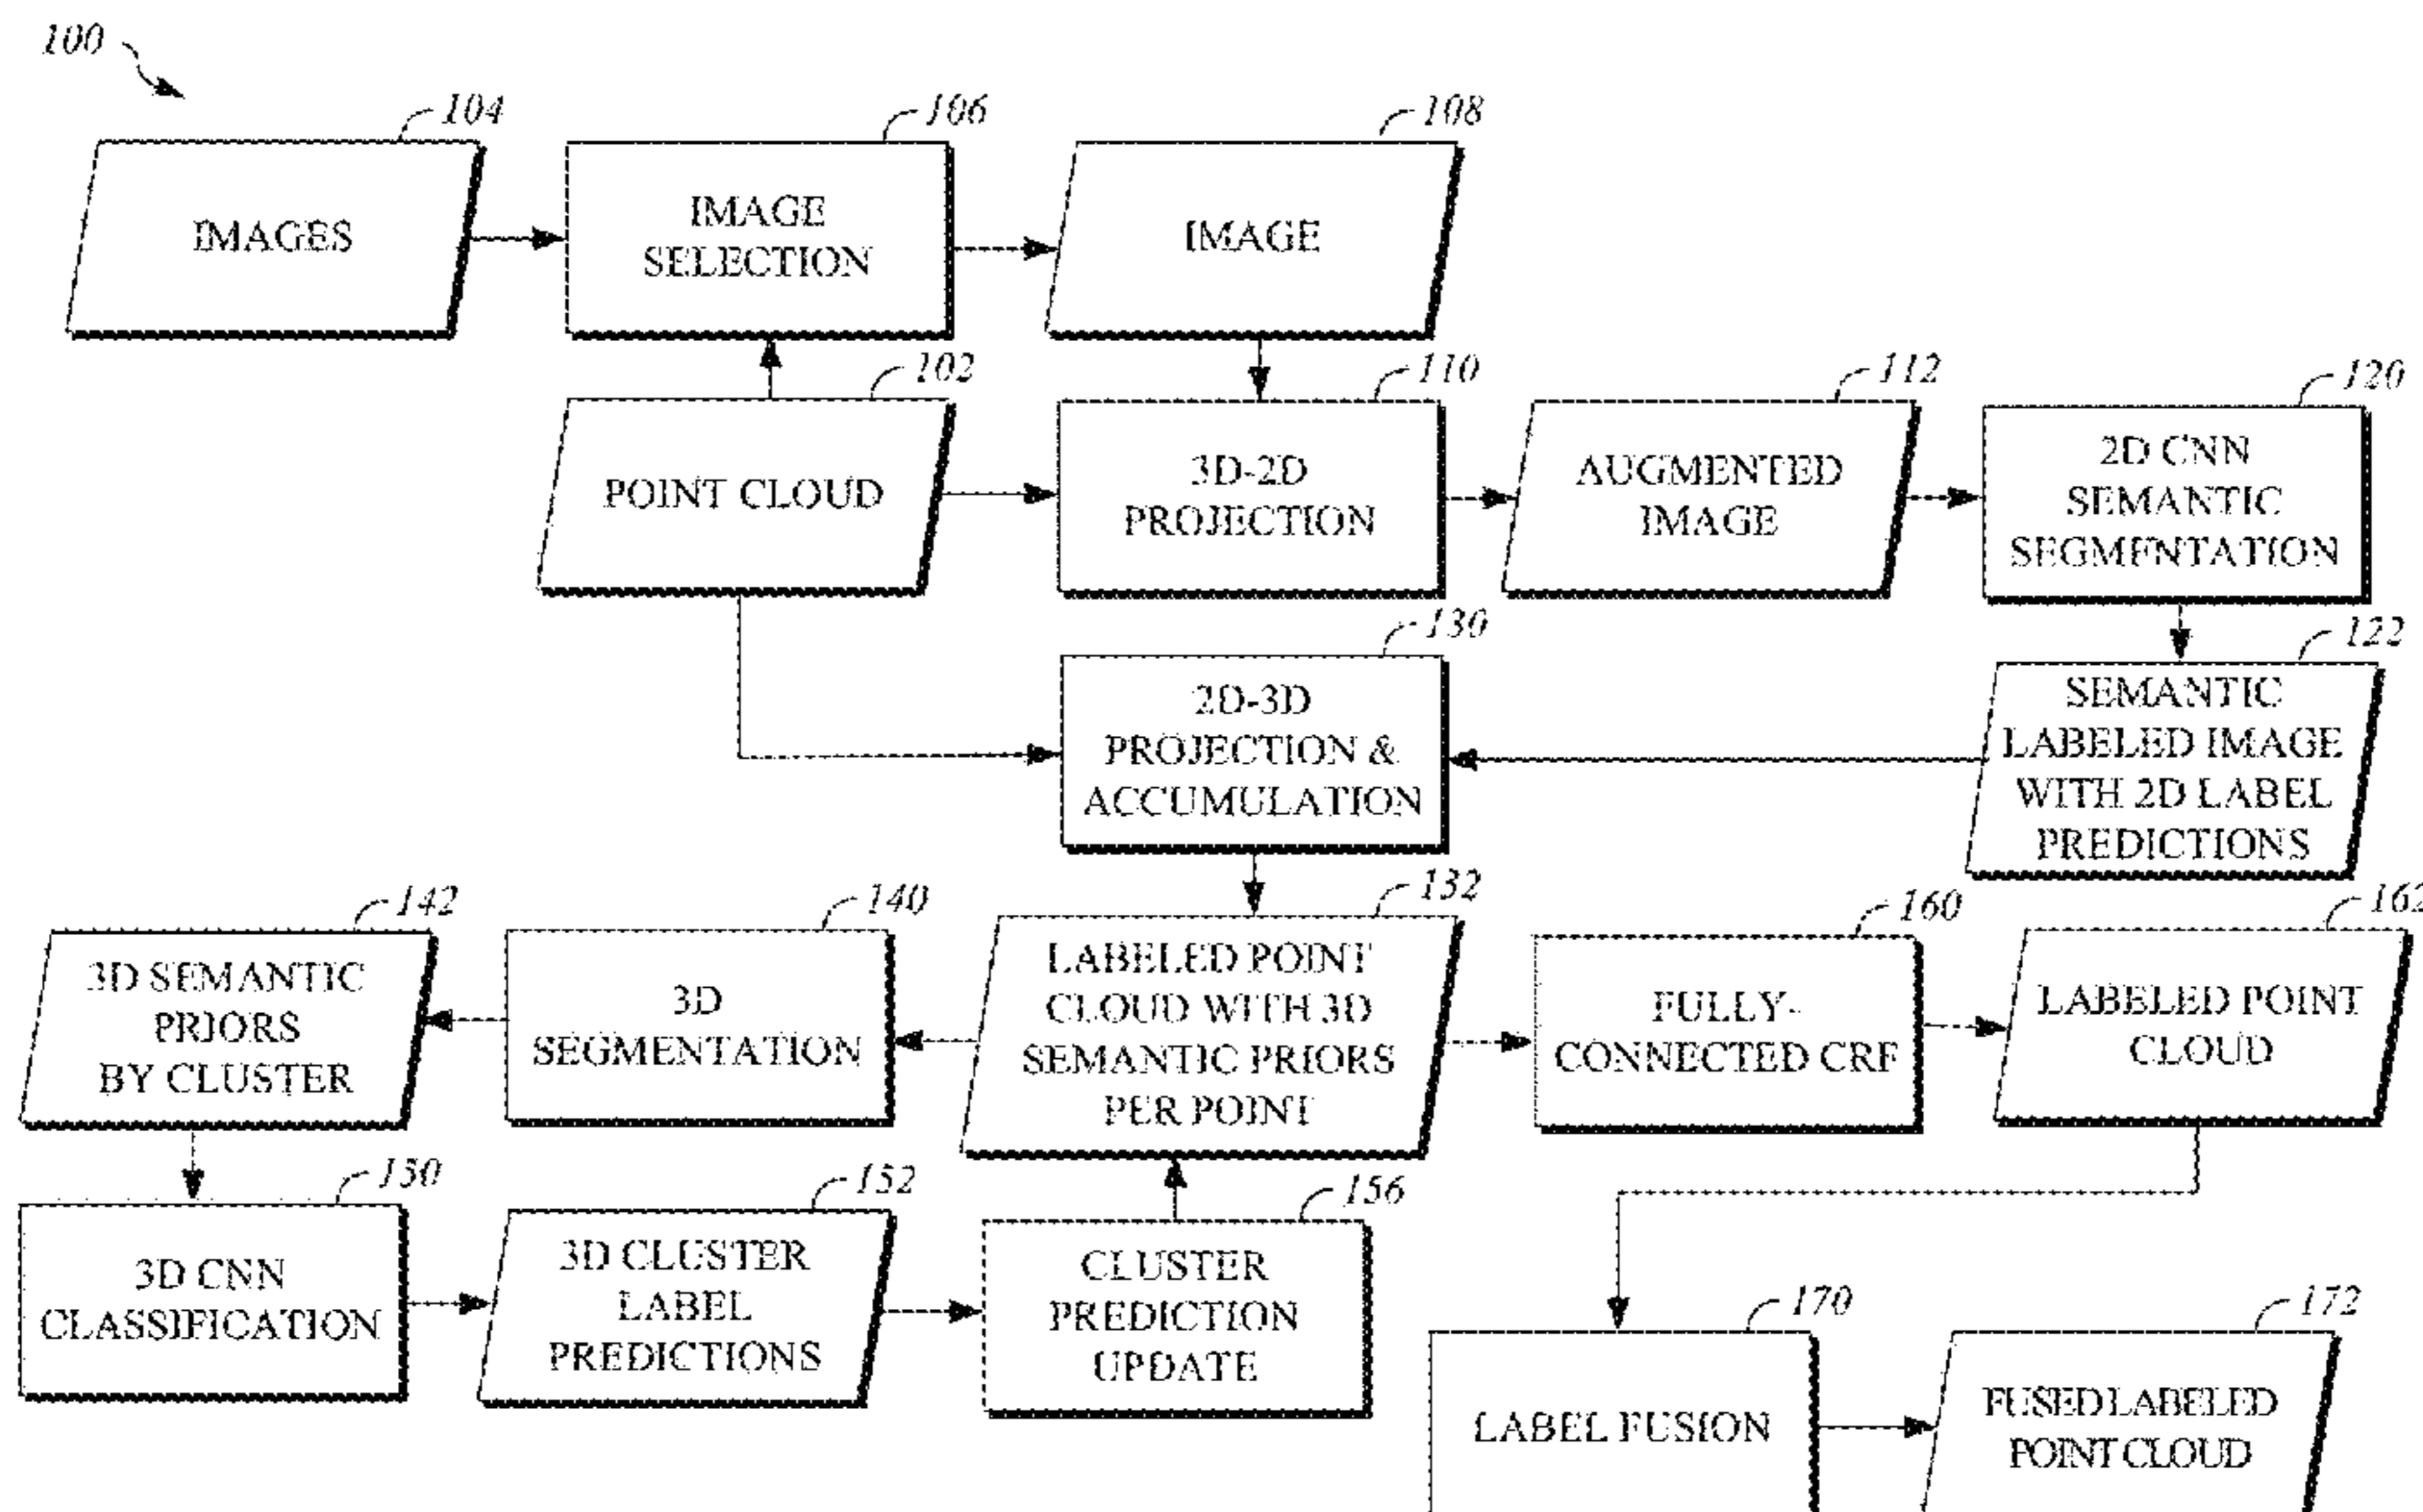 100
104
106
108
IMAGES
IMAGE
SELECTION
IMAGE
102
110
112
120
POINT CLOUD
3D-2D
PROJECTION
AUGMENTED
IMAGE
2D CNN
SEMANTIC
SEGMENTATION
130
122
2D-3D
PROJECTION &
ACCUMULATION
SEMANTIC
LABELED IMAGE
WITH 2D LABEL
PREDICTIONS
142
140
132
160
162
3D SEMANTIC
PRIORS
BY CLUSTER
3D
SEGMENTATION
LABELED POINT
CLOUD WITH 3D
SEMANTIC PRIORS
PER POINT
FULLY-
CONNECTED CRF
LABELED POINT
CLOUD
150
152
156
3D CNN
CLASSIFICATION
3D CLUSTER
LABEL
PREDICTIONS
CLUSTER
PREDICTION
UPDATE
170
172
LABEL FUSION
FUSED LABELED
POINT CLOUD